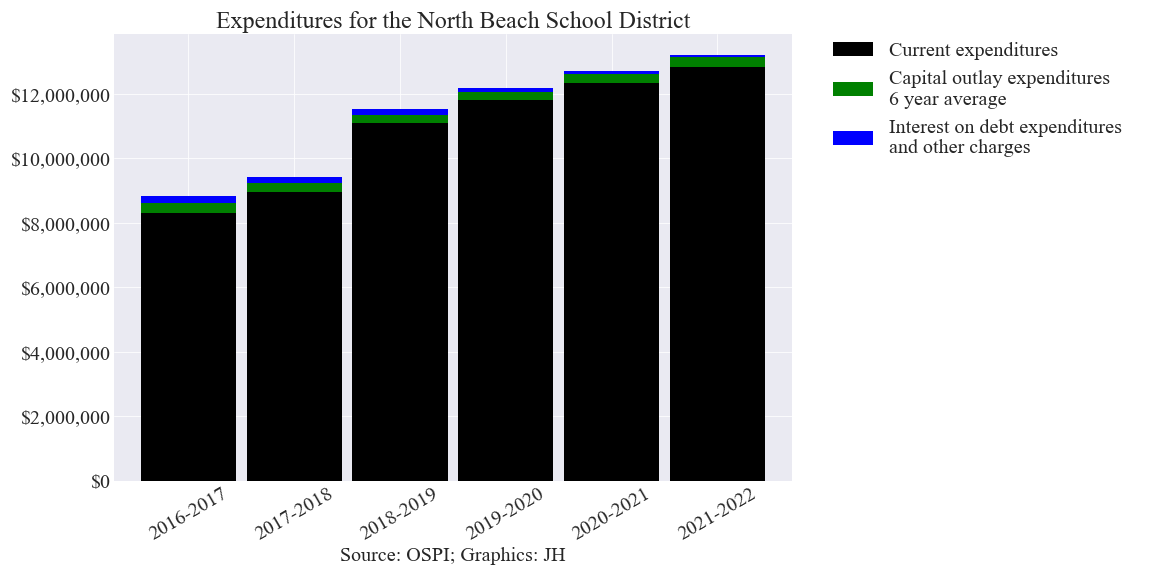 Expenditures for the North Beach School District
Current expenditures
Capital outlay expenditures
6 year average
Interest on debt expenditures
and other charges
$12,000,000
$10,000,000
$8,000,000
$6,000,000
$4,000,000
$2,000,000
$0
2016-2017
2017-2018
2018-2019
2019-2020
2020-2021
2021-2022
Source: OSPI; Graphics: JH